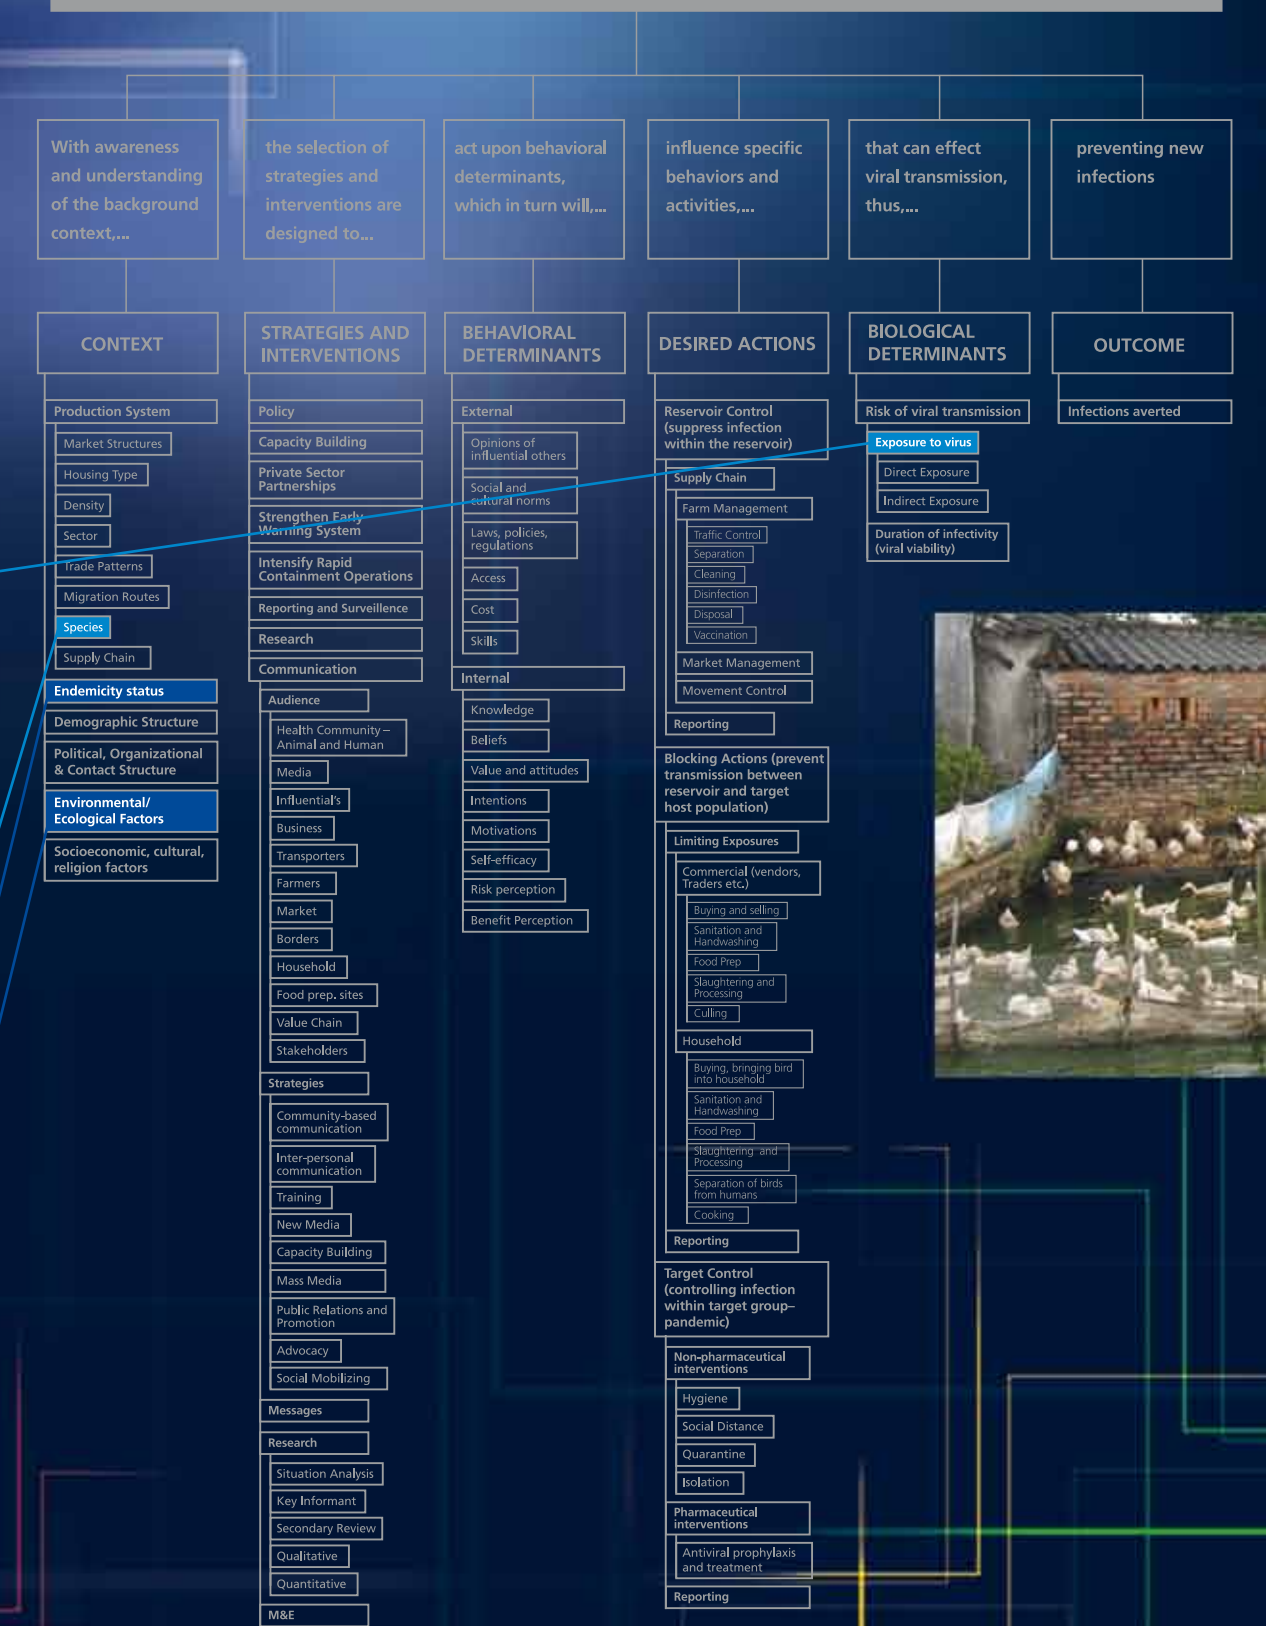 With awareness
and understanding
of the background
context,...
the selection of
strategies and
interventions are
designed to...
act upon behavioral
determinants,
which in turn will,...
influence specific
behaviors and
activities,...
that can effect
viral transmission,
thus,...
preventing new
infections
CONTEXT
Production System
Market Structures
Housing Type
Density
Sector
Trade Patterns
Migration Routes
Species
Supply Chain
Endemicity status
Demographic Structure
Political, Organizational
& Contact Structure
Environmental/
Ecological Factors
Socioeconomic, cultural,
religion factors
STRATEGIES AND
INTERVENTIONS
Policy
Capacity Building
Private Sector
Partnerships
Strengthen Early
Warning System
Intensify Rapid
Containment Operations
Reporting and Surveillence
Research
Communication
Audience
Health Community –
Animal and Human
Media
Influential's
Business
Transporters
Farmers
Market
Borders
Household
Food prep. sites
Value Chain
Stakeholders
Strategies
Community-based
communication
Inter-personal
communication
Training
New Media
Capacity Building
Mass Media
Public Relations and
Promotion
Advocacy
Social Mobilizing
Messages
Research
Situation Analysis
Key Informant
Secondary Review
Qualitative
Quantitative
M&E
BEHAVIORAL
DETERMINANTS
External
Opinions of
influential others
Social and
cultural norms
Laws, policies,
regulations
Access
Cost
Skills
Internal
Knowledge
Beliefs
Value and attitudes
Intentions
Motivations
Self-efficacy
Risk perception
Benefit Perception
DESIRED ACTIONS
Reservoir Control
(suppress infection
within the reservoir)
Supply Chain
Farm Management
Traffic Control
Separation
Cleaning
Disinfection
Disposal
Vaccination
Market Management
Movement Control
Reporting
Blocking Actions (prevent
transmission between
reservoir and target
host population)
Limiting Exposures
Commercial (vendors,
Traders etc.)
Buying and selling
Sanitation and
Handwashing
Food Prep
Slaughtering and
Processing
Culling
Household
Buying, bringing bird
into household
Sanitation and
Handwashing
Food Prep
Slaughtering and
Processing
Separation of birds
from humans
Cooking
Reporting
Target Control
(controlling infection
within target group–
pandemic)
Non-pharmaceutical
interventions
Hygiene
Social Distance
Quarantine
Isolation
Pharmaceutical
interventions
Antiviral prophylaxis
and treatment
Reporting
BIOLOGICAL
DETERMINANTS
Risk of viral transmission
Exposure to virus
Direct Exposure
Indirect Exposure
Duration of infectivity
(viral viability)
OUTCOME
Infections averted